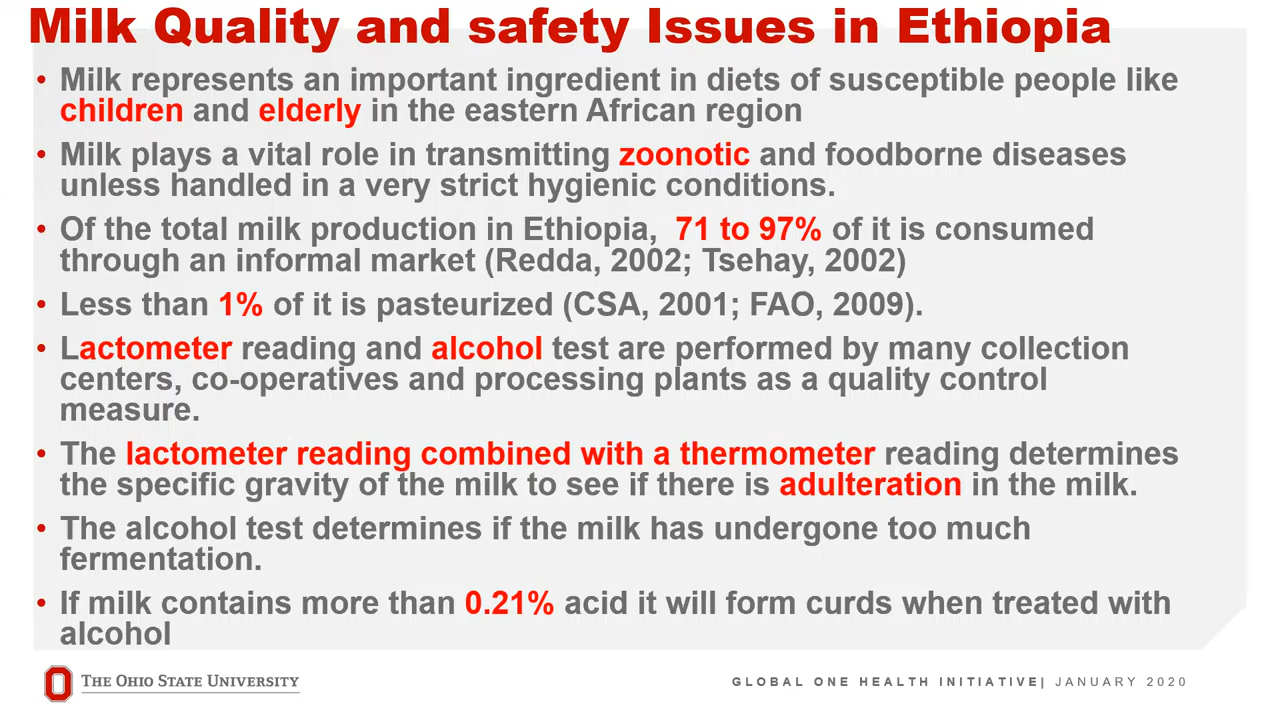 Milk Quality and safety Issues in Ethiopia
• Milk represents an important ingredient in diets of susceptible people like
children and elderly in the eastern African region
• Milk plays a vital role in transmitting zoonotic and foodborne diseases
unless handled in a very strict hygienic conditions.
• Of the total milk production in Ethiopia,  71 to 97% of it is consumed
through an informal market (Redda, 2002; Tsehay, 2002)
• Less than 1% of it is pasteurized (CSA, 2001; FAO, 2009).
• Lactometer reading and alcohol test are performed by many collection
centers, co-operatives and processing plants as a quality control
measure.
• The lactometer reading combined with a thermometer reading determines
the specific gravity of the milk to see if there is adulteration in the milk.
• The alcohol test determines if the milk has undergone too much
fermentation.
• If milk contains more than 0.21% acid it will form curds when treated with
alcohol
THE OHIO STATE UNIVERSITY
GLOBAL ONE HEALTH INITIATIVE| JANUARY 2020